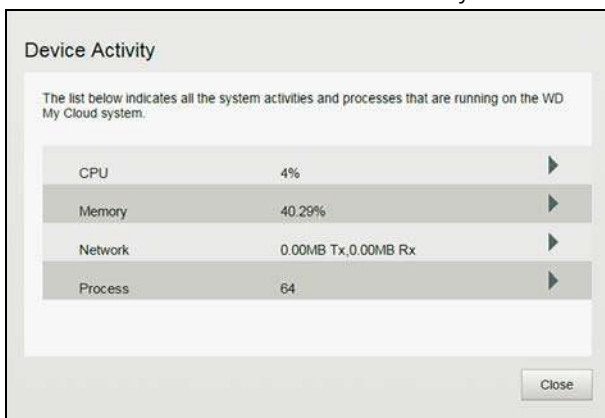 Device Activity
The list below indicates all the system activities and processes that are running on the WD
My Cloud system.
CPU 4%
Memory 40.29%
Network 0.00MB Tx,0.00MB Rx
Process 64
Close